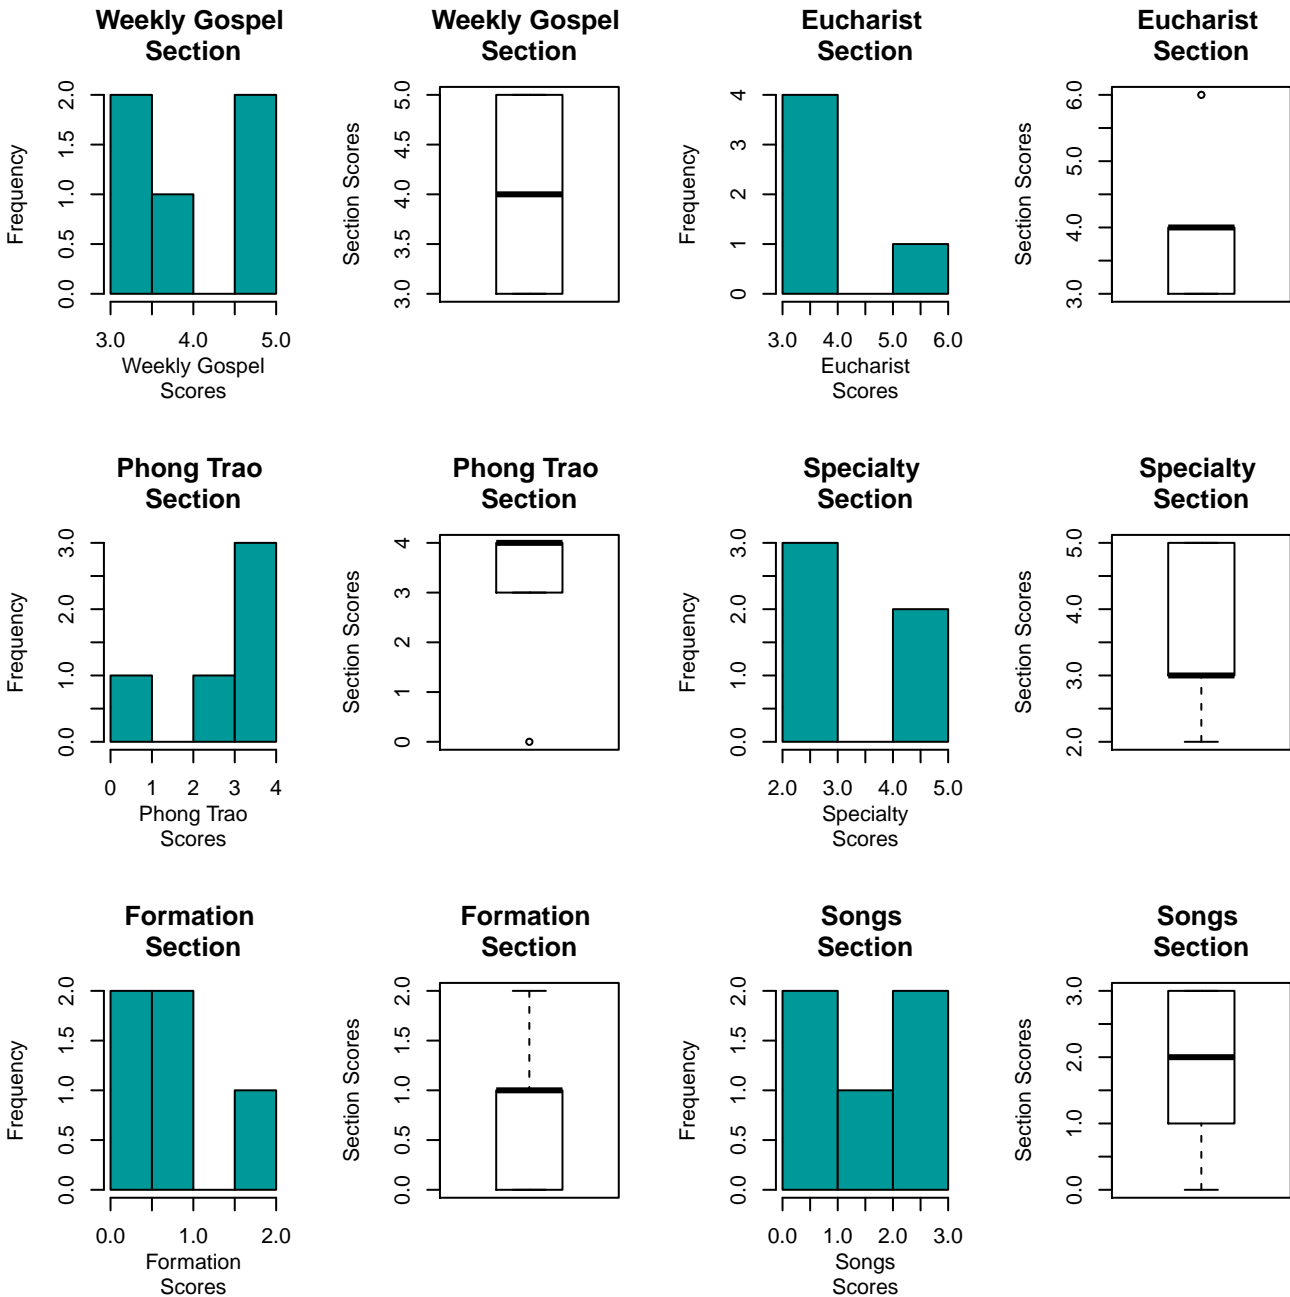 Weekly Gospel
Section
Frequency
0.0 0.5 1.0 1.5 2.0
3.0 4.0 5.0
Weekly Gospel
Scores
Weekly Gospel
Section
Section Scores
3.0 3.5 4.0 4.5 5.0
Eucharist
Section
Frequency
0 1 2 3 4
3.0 4.0 5.0 6.0
Eucharist
Scores
Eucharist
Section
Section Scores
3.0 4.0 5.0 6.0
Phong Trao
Section
Frequency
0.0 1.0 2.0 3.0
0 1 2 3 4
Phong Trao
Scores
Phong Trao
Section
Section Scores
0 1 2 3 4
Specialty
Section
Frequency
0.0 1.0 2.0 3.0
2.0 3.0 4.0 5.0
Specialty
Scores
Specialty
Section
Section Scores
2.0 3.0 4.0 5.0
Formation
Section
Frequency
0.0 0.5 1.0 1.5 2.0
0.0 1.0 2.0
Formation
Scores
Formation
Section
Section Scores
0.0 0.5 1.0 1.5 2.0
Songs
Section
Frequency
0.0 0.5 1.0 1.5 2.0
0.0 1.0 2.0 3.0
Songs
Scores
Songs
Section
Section Scores
0.0 1.0 2.0 3.0